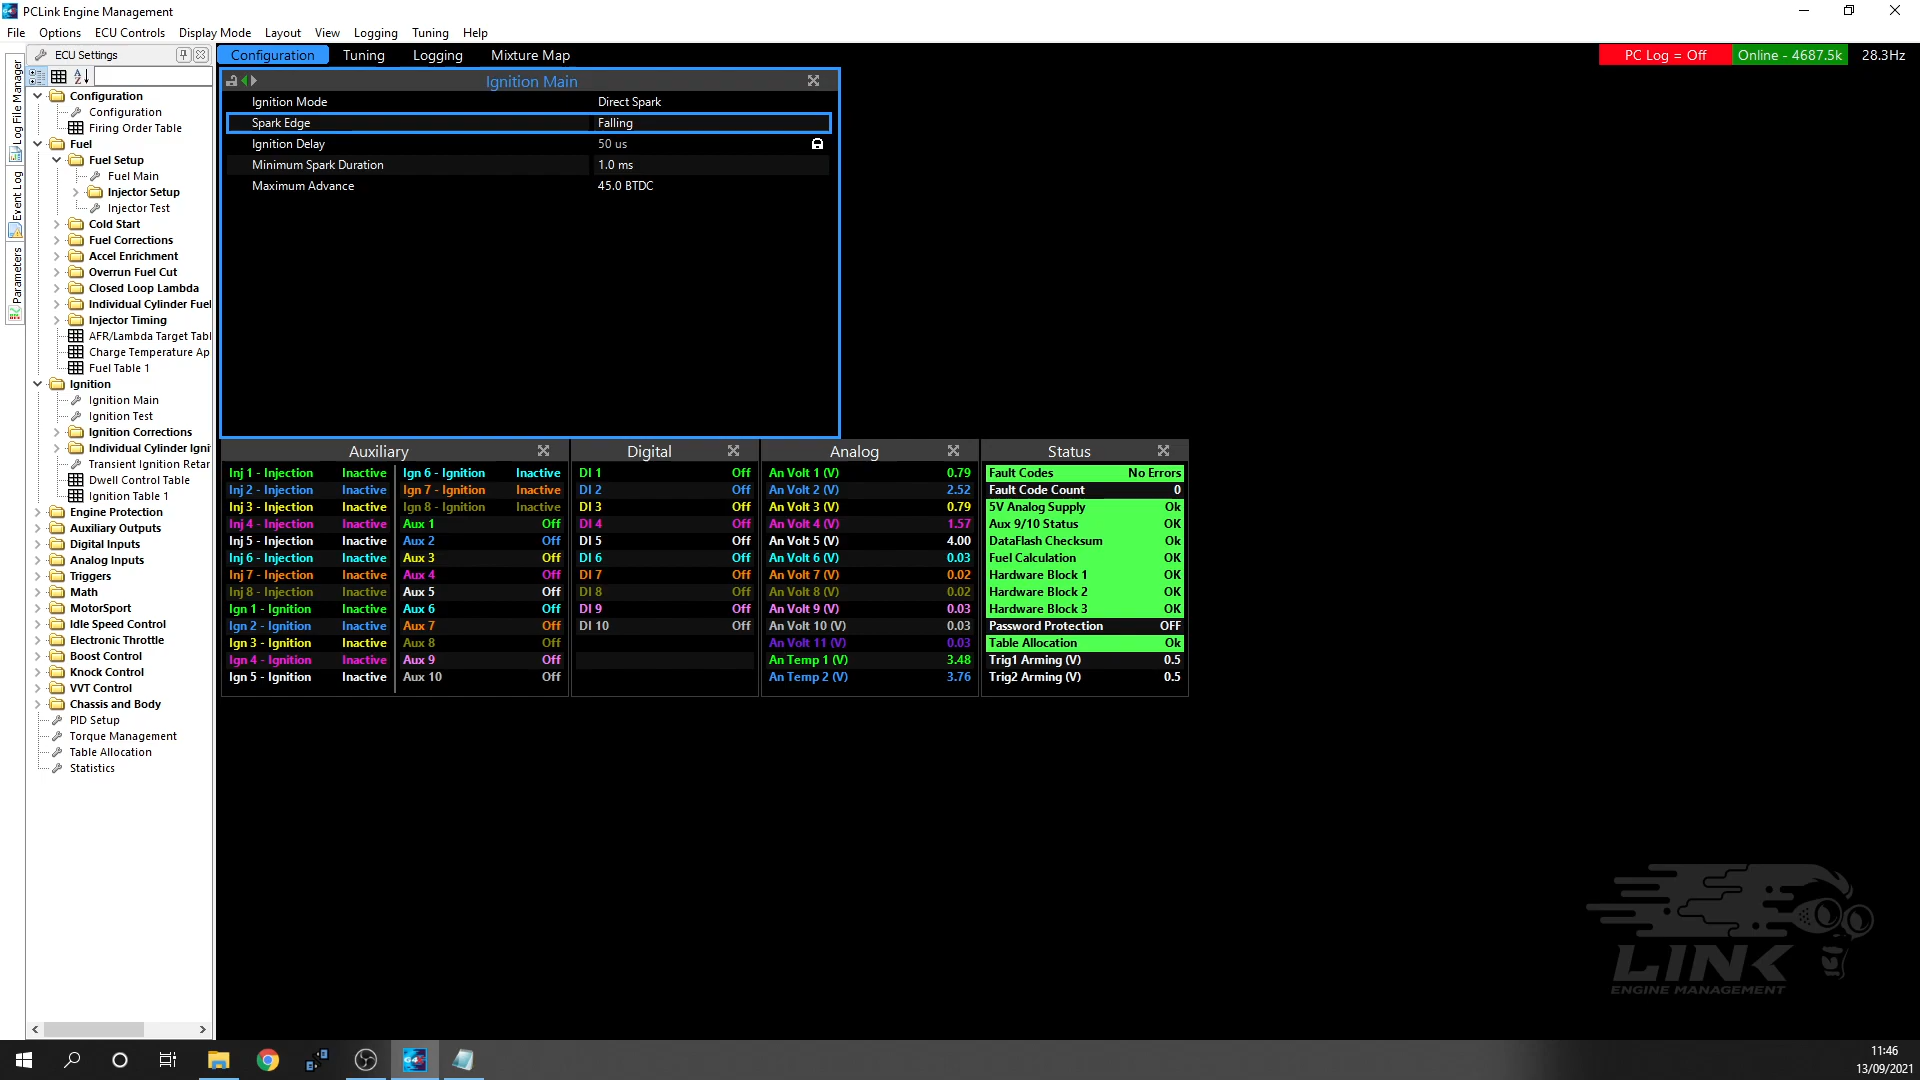 PCLink Engine Management
File Options ECU Controls Display Mode Layout View Logging Tuning Help
ECU Settings
Configuration Tuning Logging Mixture Map
PC Log = Off Online - 4687.5k 28.3Hz
Log File Manager
Event Log
Parameters
Configuration
Configuration
Firing Order Table
Fuel
Fuel Setup
Fuel Main
Injector Setup
Injector Test
Cold Start
Fuel Corrections
Accel Enrichment
Overrun Fuel Cut
Closed Loop Lambda
Individual Cylinder Fuel
Injector Timing
AFR/Lambda Target Tabl
Charge Temperature Ap
Fuel Table 1
Ignition
Ignition Main
Ignition Test
Ignition Corrections
Individual Cylinder Igni
Transient Ignition Retar
Dwell Control Table
Ignition Table 1
Engine Protection
Auxiliary Outputs
Digital Inputs
Analog Inputs
Triggers
Math
MotorSport
Idle Speed Control
Electronic Throttle
Boost Control
Knock Control
VVT Control
Chassis and Body
PID Setup
Torque Management
Table Allocation
Statistics
Ignition Main
Ignition Mode Direct Spark
Spark Edge Falling
Ignition Delay 50 us
Minimum Spark Duration 1.0 ms
Maximum Advance 45.0 BTDC
Auxiliary
Inj 1 - Injection Inactive Ign 6 - Ignition Inactive
Inj 2 - Injection Inactive Ign 7 - Ignition Inactive
Inj 3 - Injection Inactive Ign 8 - Ignition Inactive
Inj 4 - Injection Inactive Aux 1 Off
Inj 5 - Injection Inactive Aux 2 Off
Inj 6 - Injection Inactive Aux 3 Off
Inj 7 - Injection Inactive Aux 4 Off
Inj 8 - Injection Inactive Aux 5 Off
Ign 1 - Ignition Inactive Aux 6 Off
Ign 2 - Ignition Inactive Aux 7 Off
Ign 3 - Ignition Inactive Aux 8 Off
Ign 4 - Ignition Inactive Aux 9 Off
Ign 5 - Ignition Inactive Aux 10 Off
Digital
DI 1 Off
DI 2 Off
DI 3 Off
DI 4 Off
DI 5 Off
DI 6 Off
DI 7 Off
DI 8 Off
DI 9 Off
DI 10 Off
Analog
An Volt 1 (V) 0.79
An Volt 2 (V) 2.52
An Volt 3 (V) 0.79
An Volt 4 (V) 1.57
An Volt 5 (V) 4.00
An Volt 6 (V) 0.03
An Volt 7 (V) 0.02
An Volt 8 (V) 0.02
An Volt 9 (V) 0.03
An Volt 10 (V) 0.03
An Volt 11 (V) 0.03
An Temp 1 (V) 3.48
An Temp 2 (V) 3.76
Status
Fault Codes No Errors
Fault Code Count 0
5V Analog Supply Ok
Aux 9/10 Status OK
DataFlash Checksum Ok
Fuel Calculation OK
Hardware Block 1 OK
Hardware Block 2 OK
Hardware Block 3 OK
Password Protection OFF
Table Allocation Ok
Trig1 Arming (V) 0.5
Trig2 Arming (V) 0.5
LINK
ENGINE MANAGEMENT
11:46
13/09/2021